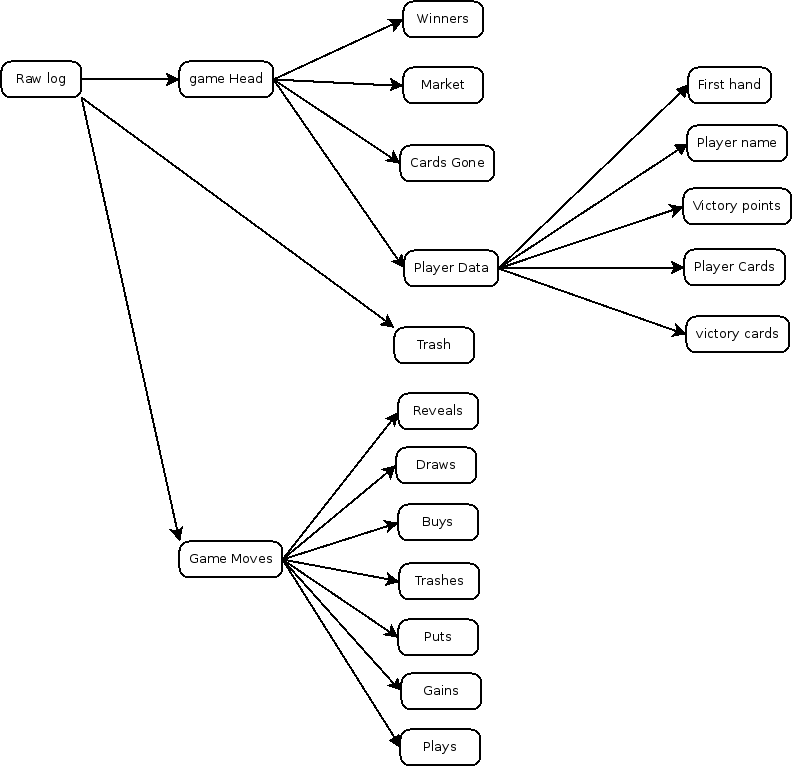 Winners
Raw log
game Head
Market
First hand
Player name
Cards Gone
Victory points
Player Data
Player Cards
Trash
victory cards
Reveals
Draws
Buys
Game Moves
Trashes
Puts
Gains
Plays